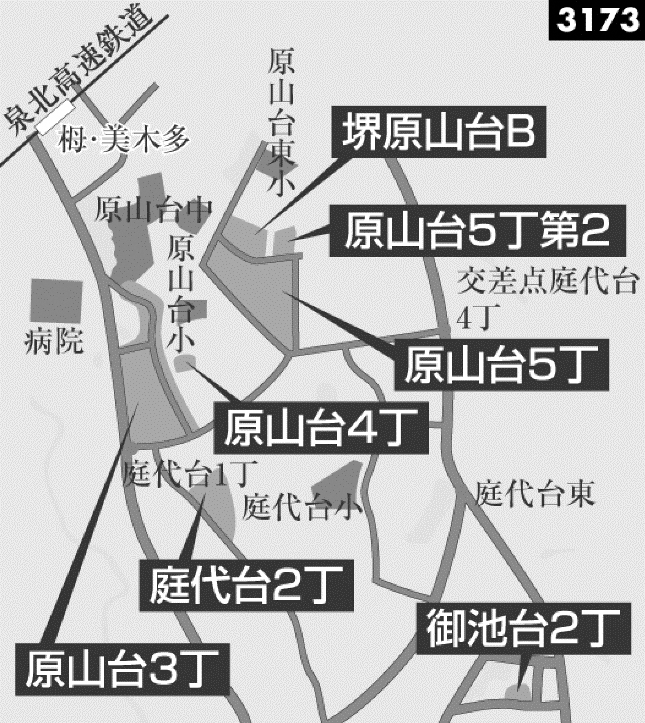 3173
泉北高速鉄道
栂・美木多
原山台東小
堺原山台B
原山台中
原山台5丁第2
原山台小
交差点庭代台
4丁
病院
原山台5丁
原山台4丁
庭代台1丁
庭代台小
庭代台東
庭代台2丁
御池台2丁
原山台3丁